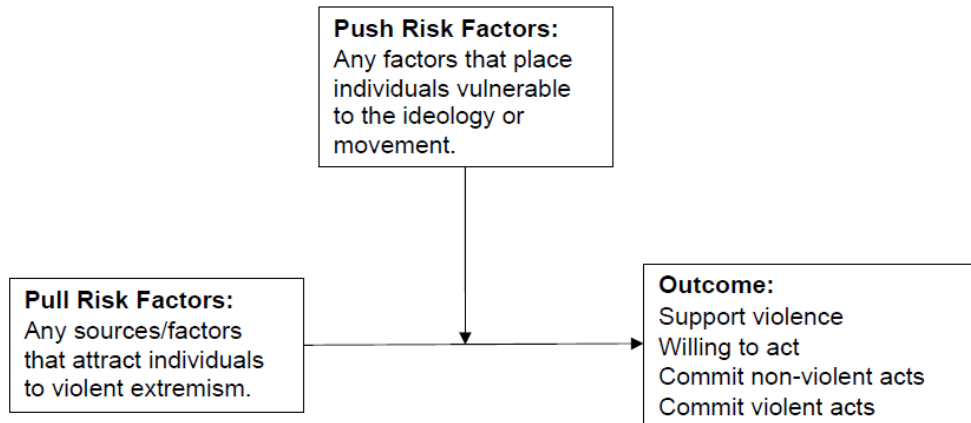 Push Risk Factors:
Any factors that place
individuals vulnerable
to the ideology or
movement.
Pull Risk Factors:
Any sources/factors
that attract individuals
to violent extremism.
Outcome:
Support violence
Willing to act
Commit non-violent acts
Commit violent acts